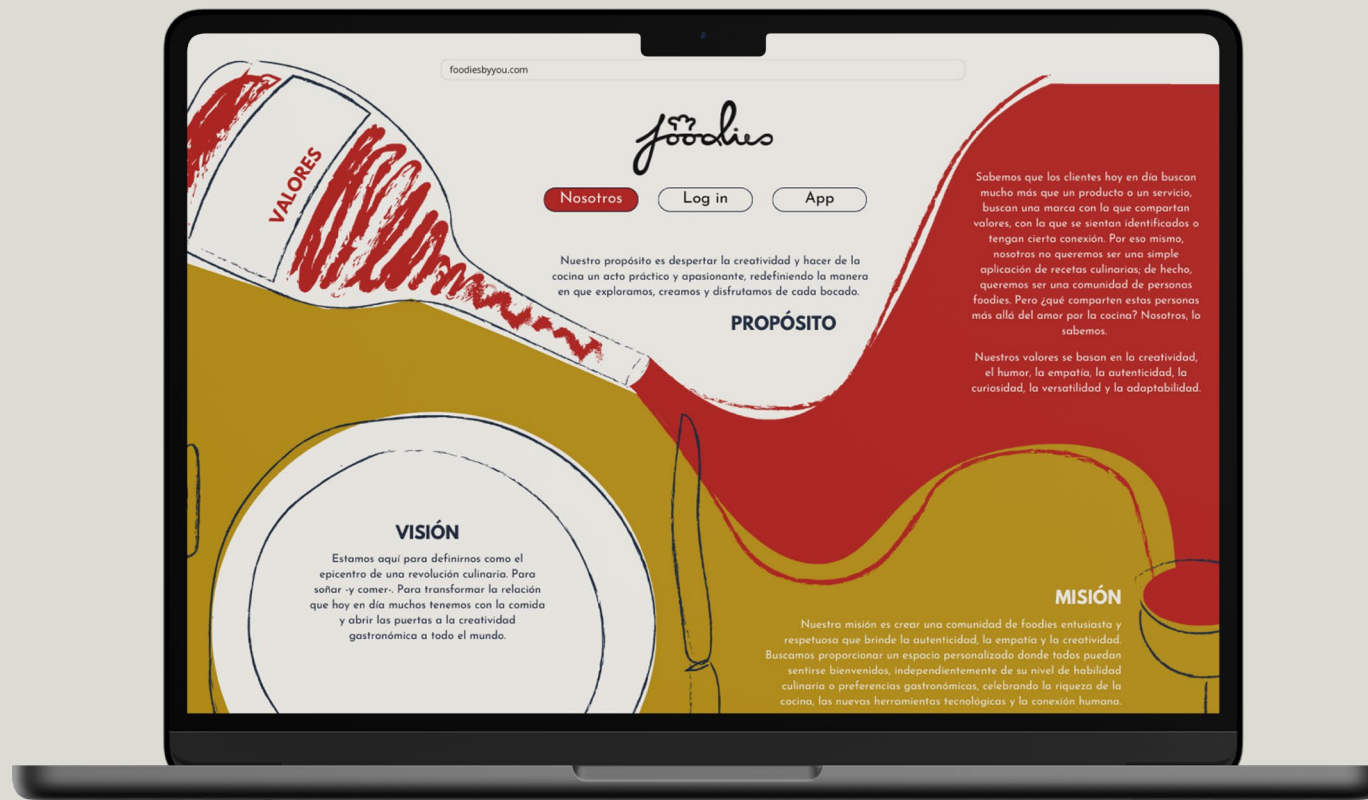 foodiesbyyou.com
foodies
Nosotros
Log in
App
VALORES
Nuestro propósito es despertar la creatividad y hacer de la
cocina un acto práctico y apasionante, redefiniendo la manera
en que exploramos, creamos y disfrutamos de cada bocado.
PROPÓSITO
Sabemos que los clientes hoy en día buscan
mucho más que un producto o un servicio,
buscan una marca con la que compartan
valores, con la que se sientan identificados o
tengan cierta conexión. Por eso mismo,
nosotros no queremos ser una simple
aplicación de recetas culinarias; de hecho,
queremos ser una comunidad de personas
foodies. Pero ¿qué comparten estas personas
más allá del amor por la cocina? Nosotros, lo
sabemos.
Nuestros valores se basan en la creatividad,
el humor, la empatía, la autenticidad, la
curiosidad, la versatilidad y la adaptabilidad.
VISIÓN
Estamos aquí para definirnos como el
epicentro de una revolución culinaria. Para
soñar -y comer-. Para transformar la relación
que hoy en día muchos tenemos con la comida
y abrir las puertas a la creatividad
gastronómica a todo el mundo.
MISIÓN
Nuestra misión es crear una comunidad de foodies entusiasta y
respetuosa que brinde la autenticidad, la empatía y la creatividad.
Buscamos proporcionar un espacio personalizado donde todos puedan
sentirse bienvenidos, independientemente de su nivel de habilidad
culinaria o preferencias gastronómicas, celebrando la riqueza de la
cocina, las nuevas herramientas tecnológicas y la conexión humana.